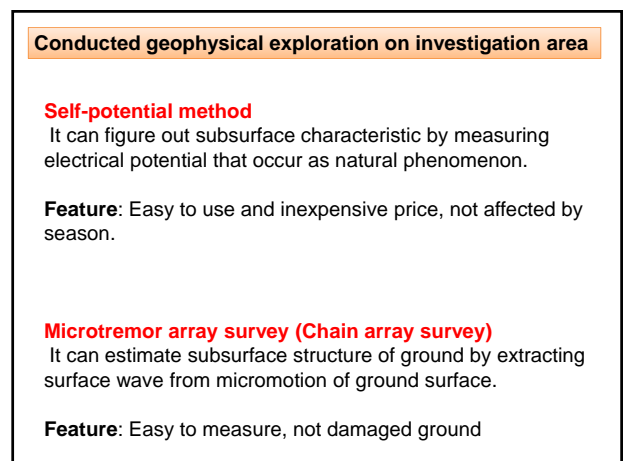 Conducted geophysical exploration on investigation area
Self-potential method
It can figure out subsurface characteristic by measuring
electrical potential that occur as natural phenomenon.
Feature: Easy to use and inexpensive price, not affected by
season.
Microtremor array survey (Chain array survey)
It can estimate subsurface structure of ground by extracting
surface wave from micromotion of ground surface.
Feature: Easy to measure, not damaged ground